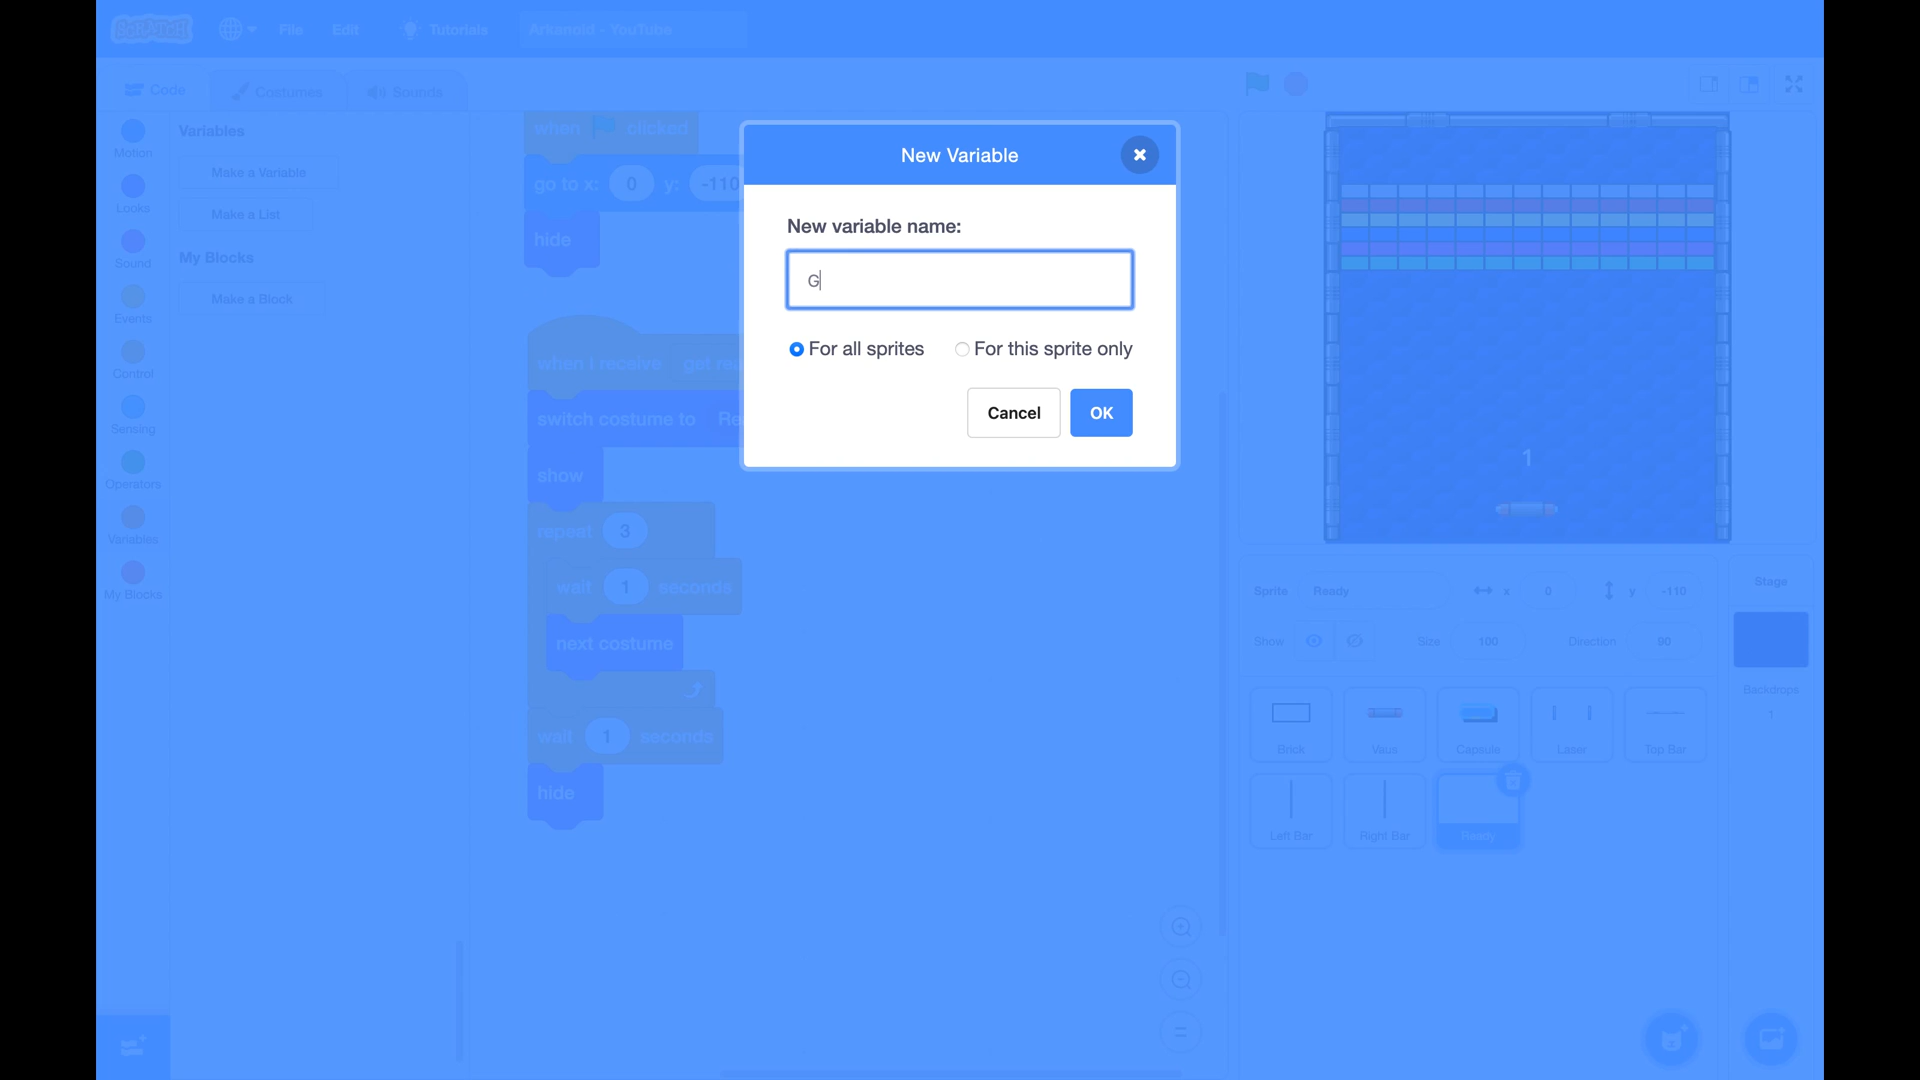 SCRATCH File Edit Tutorials Arkanoid - YouTube
Code Costumes Sounds
Motion
Looks
Sound
Events
Control
Sensing
Operators
Variables
My Blocks
Variables
Make a Variable
Make a List
My Blocks
Make a Block
when clicked
go to x: 0 y: -110
hide
when I receive
switch costume to
show
repeat 3
wait 1 seconds
next costume
wait 1 seconds
hide
New Variable
New variable name:
G
For all sprites For this sprite only
Cancel OK
1
Sprite Ready x 0 y -110
Show Size 100 Direction 90
Brick Vaus Capsule Laser Top Bar
Left Bar Right Bar Ready
Stage
Backdrops
1